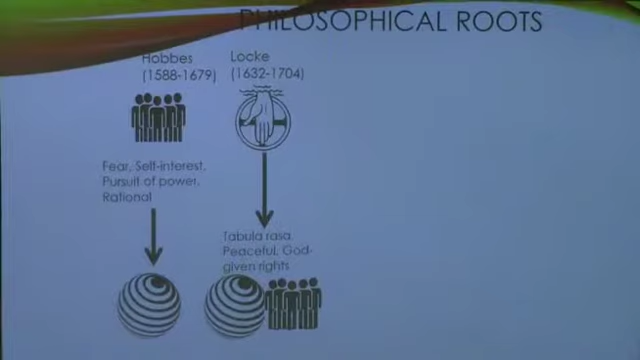 PHILOSOPHICAL ROOTS
Hobbes
(1588-1679)
Locke
(1632-1704)
Fear, Self-interest,
Pursuit of power,
Rational
Tabula rasa
Peaceful, God-
given rights